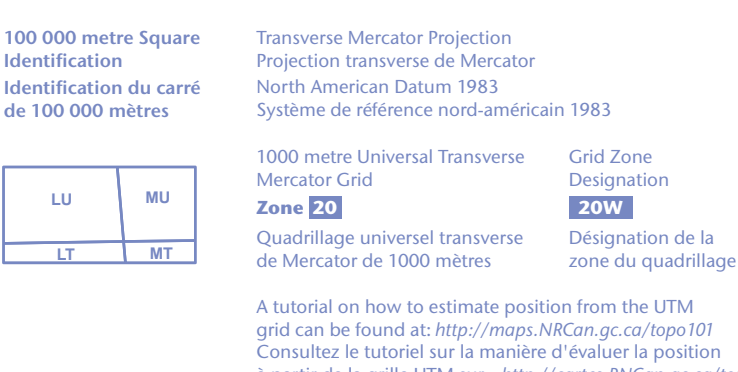 100 000 metre Square
Identification
Identification du carré
de 100 000 mètres
Transverse Mercator Projection
Projection transverse de Mercator
North American Datum 1983
Système de référence nord-américain 1983
LU MU
LT MT
1000 metre Universal Transverse
Mercator Grid
Zone 20
Quadrillage universel transverse
de Mercator de 1000 mètres
Grid Zone
Designation
20W
Désignation de la
zone du quadrillage
A tutorial on how to estimate position from the UTM
grid can be found at: http://maps.NRCan.gc.ca/topo101
Consultez le tutoriel sur la manière d'évaluer la position